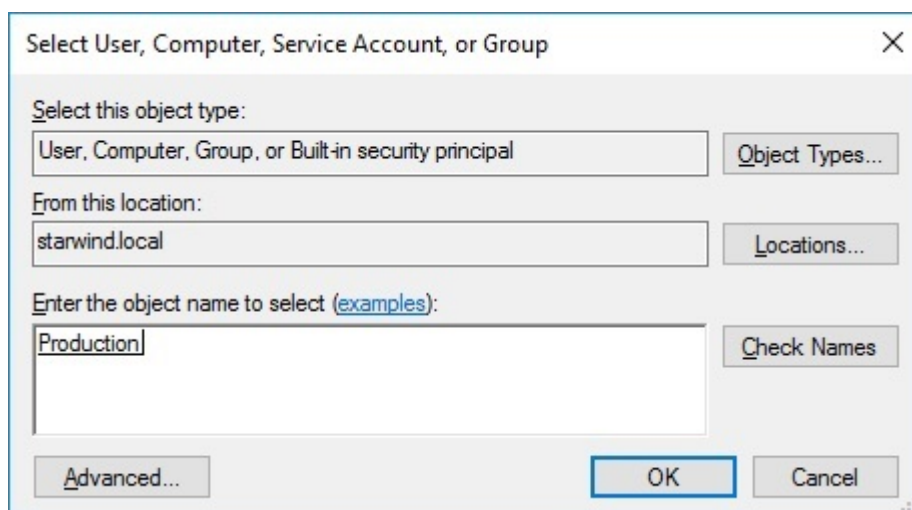 Select User, Computer, Service Account, or Group
Select this object type:
User, Computer, Group, or Built-in security principal
Object Types...
From this location:
starwind.local
Locations...
Enter the object name to select (examples):
Production
Check Names
Advanced...
OK
Cancel